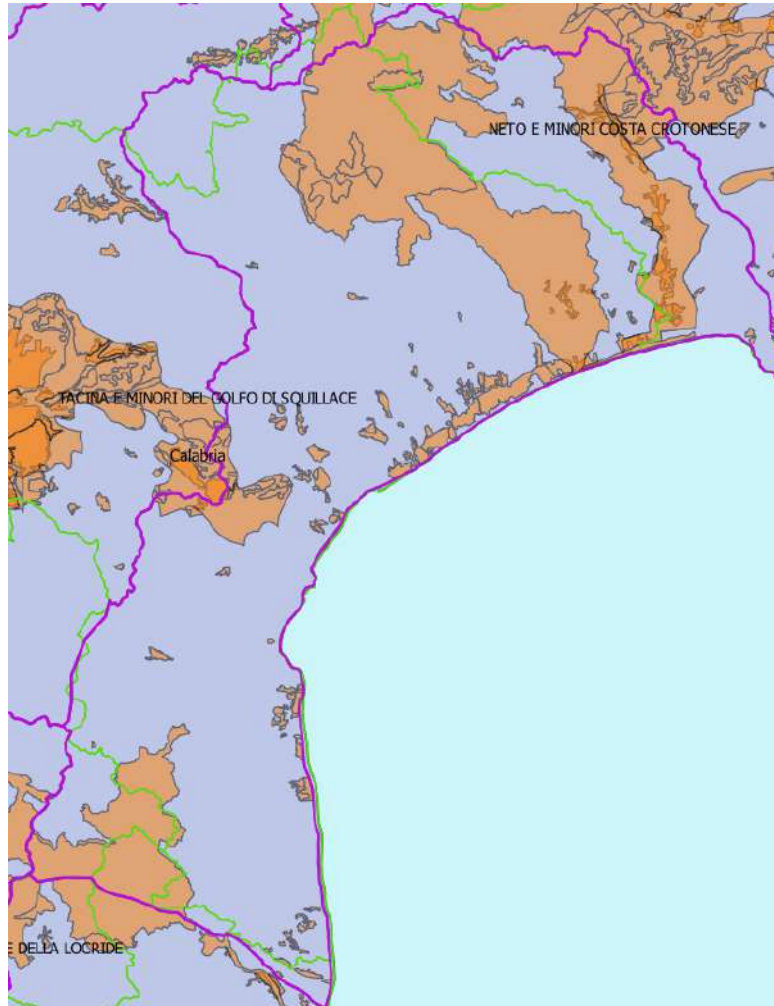 NETO E MINORI COSTA CROTONESE
TACINA E MINORI DEL GOLFO DI SQUILLACE
Calabria
E DELLA LOCRIDE